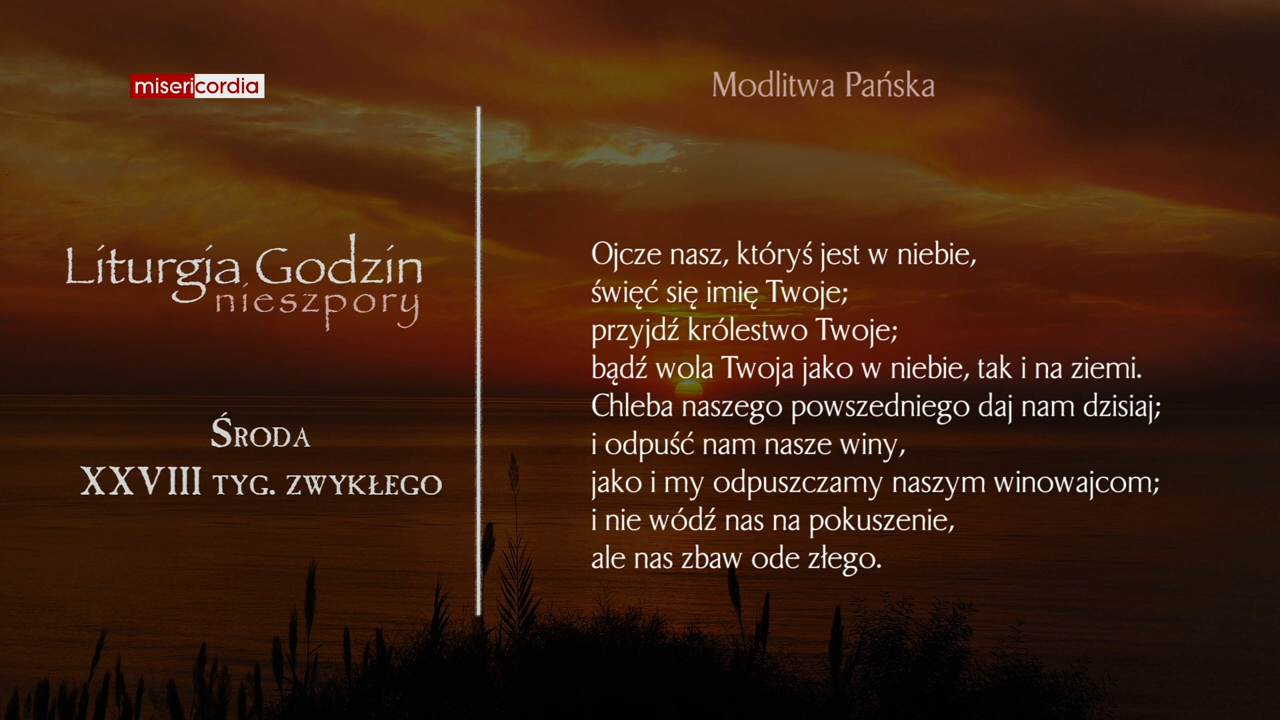 misericordia
Liturgia Godzin
nieszpory
Środa
XXVIII tyg. zwykłego
Modlitwa Pańska
Ojcze nasz, któryś jest w niebie,
święć się imię Twoje;
przyjdź królestwo Twoje;
bądź wola Twoja jako w niebie, tak i na ziemi.
Chleba naszego powszedniego daj nam dzisiaj;
i odpuść nam nasze winy,
jako i my odpuszczamy naszym winowajcom;
i nie wódź nas na pokuszenie,
ale nas zbaw ode złego.